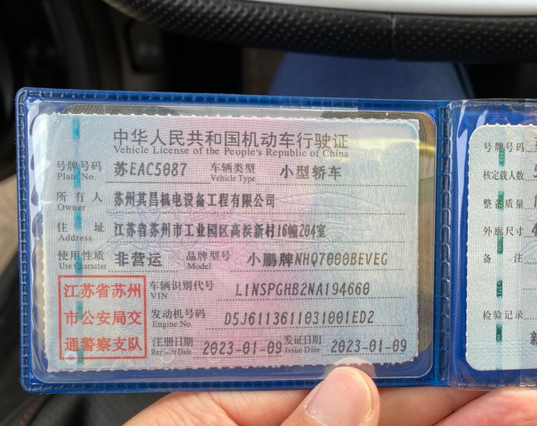 中华人民共和国机动车行驶证
Vehicle License of the People's Republic of China
号牌号码 苏EAC5087 车辆类型 小型轿车
Plate No. Vehicle Type
所有人 苏州其昌机电设备工程有限公司
Owner
住址 江苏省苏州市工业园区高浜新村16幢204室
Address
使用性质 非营运 品牌型号 小鹏牌NHQ7000BEVEG
Use Character Model
江苏省苏州
市公安局交
通警察支队
车辆识别代号 L1NSPGHB2NA194660
VIN
发动机号码 D5J6113611031001ED2
Engine No.
注册日期 2023-01-09 发证日期 2023-01-09
Register Date Issue Date
号牌号码
核定载人数
整备质量
外廓尺寸
备注
检验记录